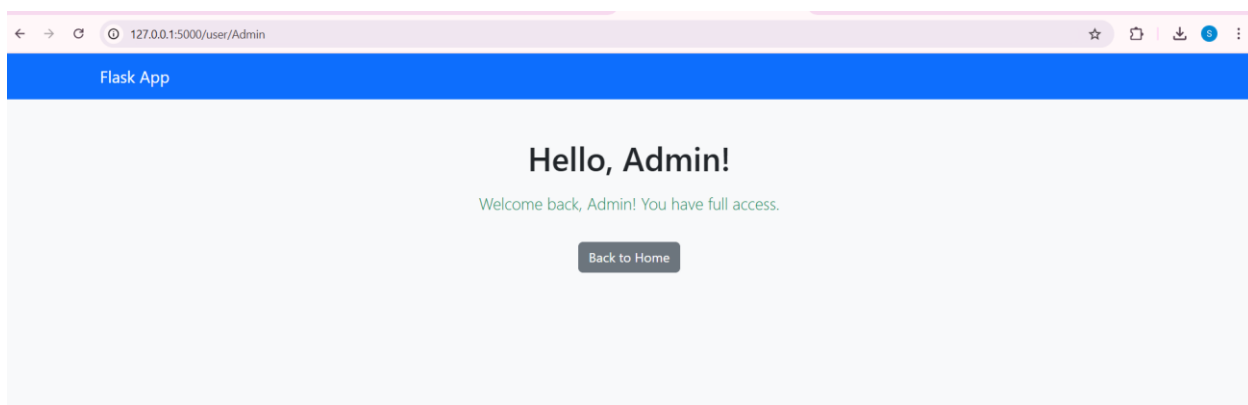 127.0.0.1:5000/user/Admin
S
Flask App
Hello, Admin!
Welcome back, Admin! You have full access.
Back to Home